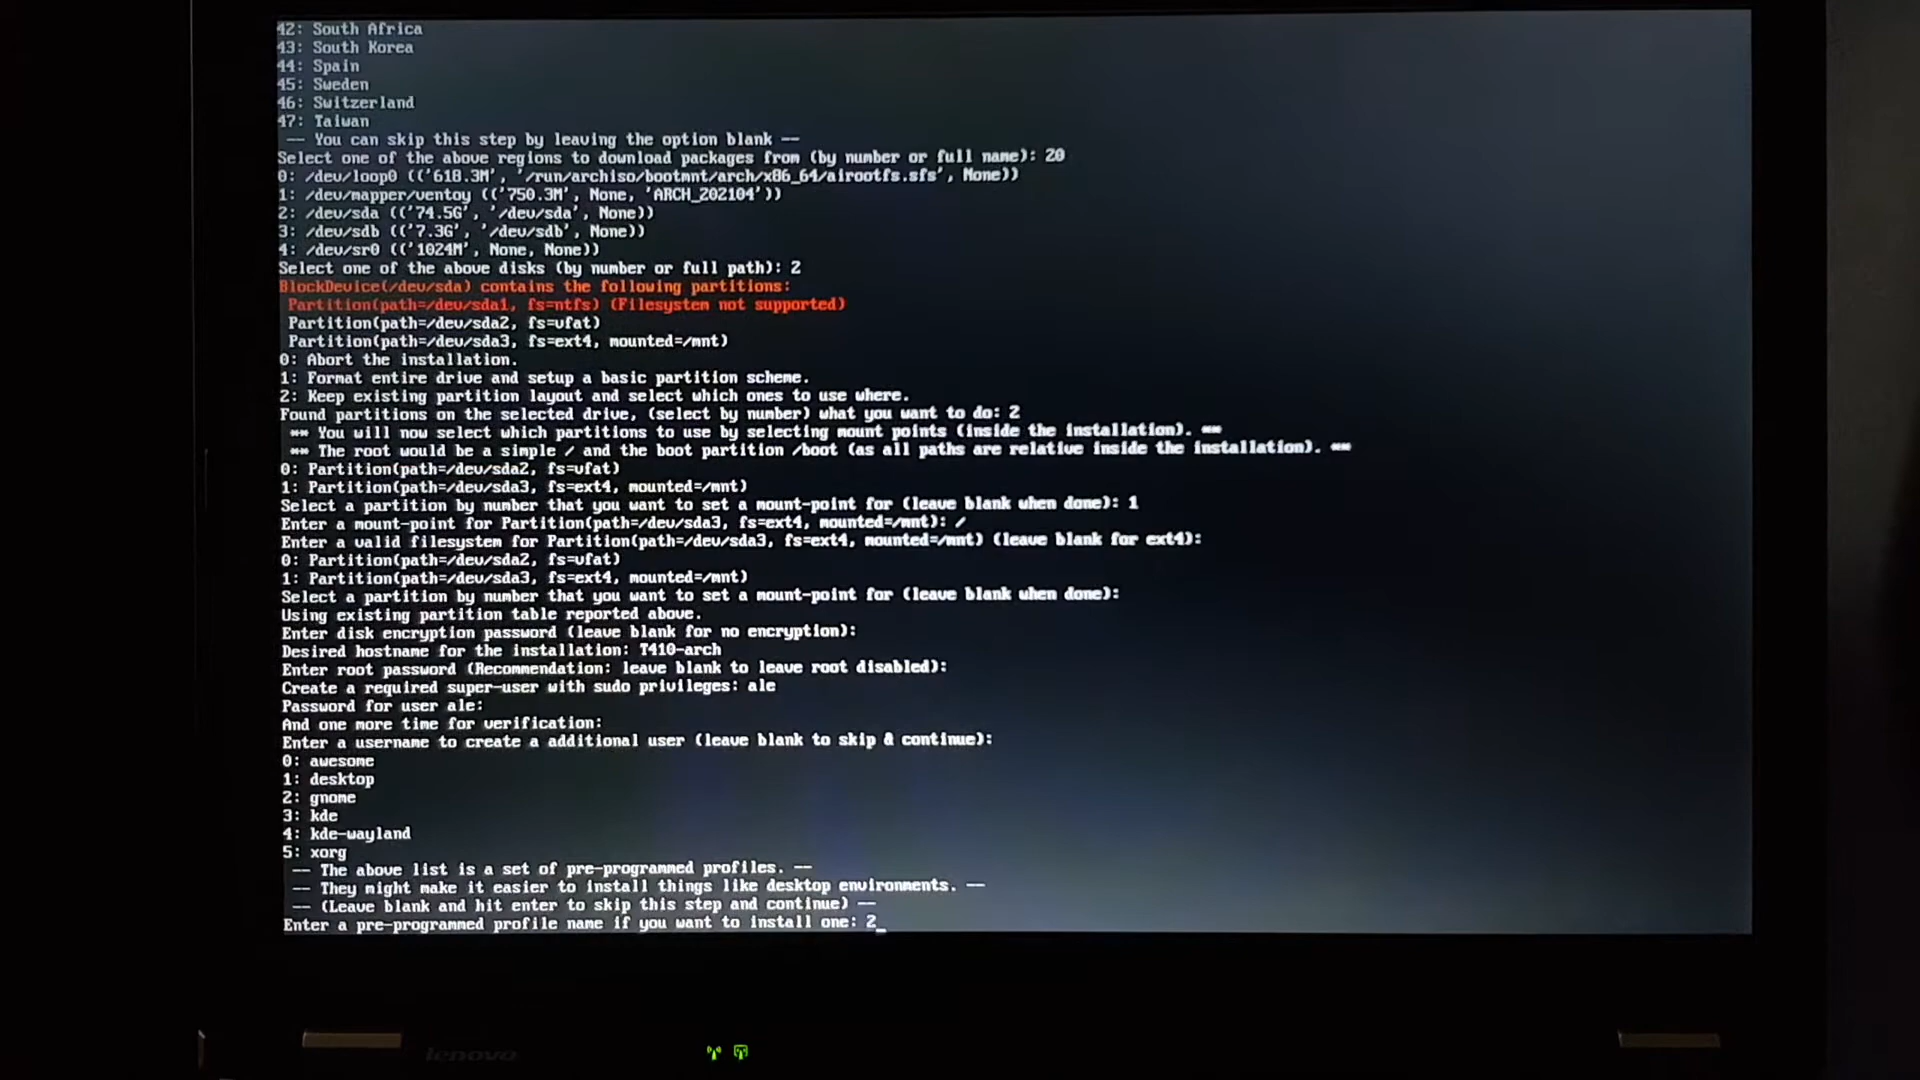 42: South Africa
43: South Korea
44: Spain
45: Sweden
46: Switzerland
47: Taiwan
-- You can skip this step by leaving the option blank --
Select one of the above regions to download packages from (by number or full name): 20
0: /dev/loop0 (('618.3M', '/run/archiso/bootmnt/arch/x86_64/airootfs.sfs', None))
1: /dev/mapper/ventoy (('750.3M', None, 'ARCH_202104'))
2: /dev/sda (('74.5G', '/dev/sda', None))
3: /dev/sdb (('7.3G', '/dev/sdb', None))
4: /dev/sr0 (('1024M', None, None))
Select one of the above disks (by number or full path): 2
BlockDevice(/dev/sda) contains the following partitions:
Partition(path=/dev/sda1, fs=ntfs) (Filesystem not supported)
Partition(path=/dev/sda2, fs=vfat)
Partition(path=/dev/sda3, fs=ext4, mounted=/mnt)
0: Abort the installation.
1: Format entire drive and setup a basic partition scheme.
2: Keep existing partition layout and select which ones to use where.
Found partitions on the selected drive, (select by number) what you want to do: 2
** You will now select which partitions to use by selecting mount points (inside the installation). **
** The root would be a simple / and the boot partition /boot (as all paths are relative inside the installation). **
0: Partition(path=/dev/sda2, fs=vfat)
1: Partition(path=/dev/sda3, fs=ext4, mounted=/mnt)
Select a partition by number that you want to set a mount-point for (leave blank when done): 1
Enter a mount-point for Partition(path=/dev/sda3, fs=ext4, mounted=/mnt): /
Enter a valid filesystem for Partition(path=/dev/sda3, fs=ext4, mounted=/mnt) (leave blank for ext4):
0: Partition(path=/dev/sda2, fs=vfat)
1: Partition(path=/dev/sda3, fs=ext4, mounted=/mnt)
Select a partition by number that you want to set a mount-point for (leave blank when done):
Using existing partition table reported above.
Enter disk encryption password (leave blank for no encryption):
Desired hostname for the installation: T410-arch
Enter root password (Recommendation: leave blank to leave root disabled):
Create a required super-user with sudo privileges: ale
Password for user ale:
And one more time for verification:
Enter a username to create a additional user (leave blank to skip & continue):
0: awesome
1: desktop
2: gnome
3: kde
4: kde-wayland
5: xorg
-- The above list is a set of pre-programmed profiles. --
-- They might make it easier to install things like desktop environments. --
-- (Leave blank and hit enter to skip this step and continue) --
Enter a pre-programmed profile name if you want to install one: 2_
lenovo